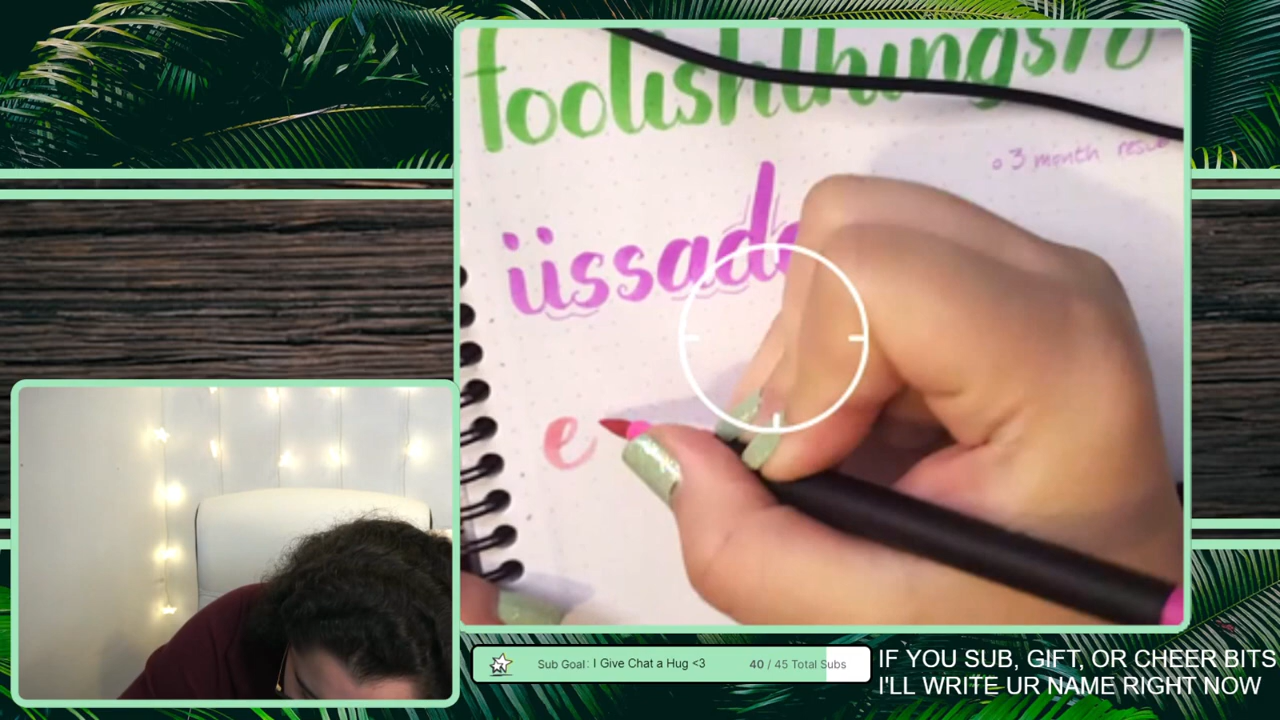 foolishthings
o 3 month
üssad
e
Sub Goal: I Give Chat a Hug <3 40 / 45 Total Subs
IF YOU SUB, GIFT, OR CHEER BITS
I'LL WRITE UR NAME RIGHT NOW